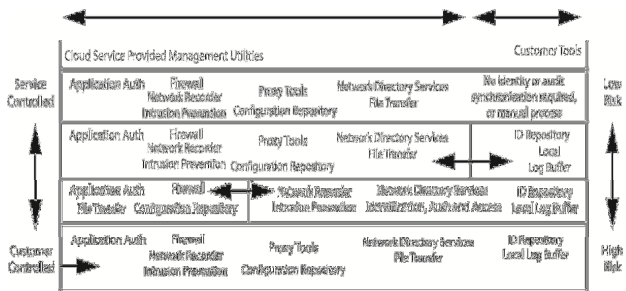 Cloud Service Provided Management Utilities Customer Tools
Service Controlled
Application Auth Firewall Network Recorder Intrusion Prevention Proxy Tools Configuration Repository Network Directory Services File Transfer No identity or audit synchronization required, or manual process
Low Risk
Application Auth Firewall Network Recorder Intrusion Prevention Proxy Tools Configuration Repository Network Directory Services File Transfer ID Repository Local Log Buffer
Application Auth Firewall Network Recorder Network Directory Services ID Repository
File Transfer Configuration Repository Intrusion Prevention Identification, Auth and Access Local Log Buffer
Customer Controlled
Application Auth Firewall Network Recorder Intrusion Prevention Proxy Tools Configuration Repository Network Directory Services File Transfer ID Repository Local Log Buffer
High Risk